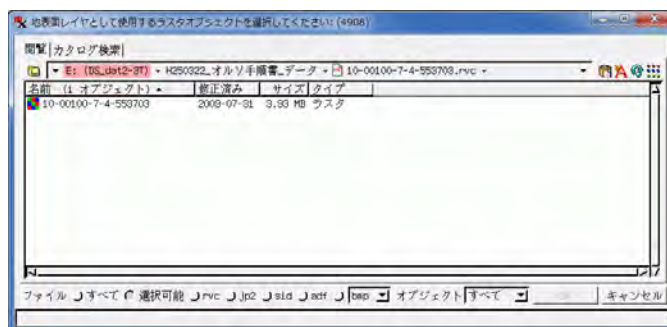 地表面レイヤとして使用するラスタオブジェクトを選択してください: (4908)
閲覧 カタログ検索
E: (DS_dat2-3T) H250322_オルソ手順書_データ 10-00100-7-4-553703.rvc
名前 (1 オブジェクト) 修正済み サイズ タイプ
10-00100-7-4-553703 2009-07-31 3.93 MB ラスタ
ファイル すべて 選択可能 rvc jp2 sid adf bmp オブジェクト すべて キャンセル